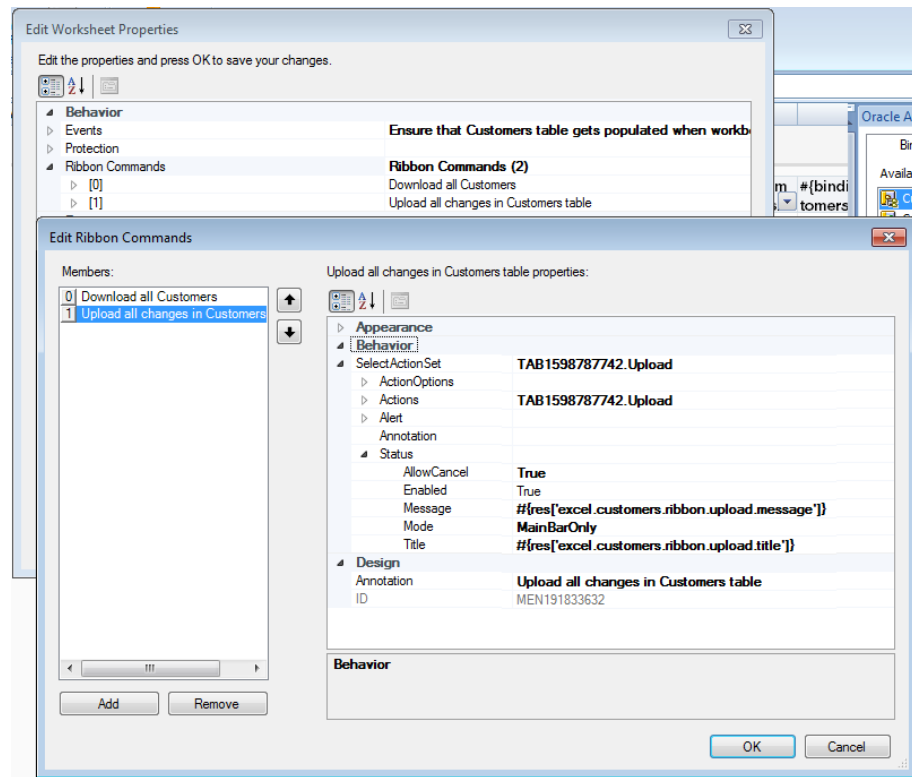 Edit Worksheet Properties
Edit the properties and press OK to save your changes.
Behavior
Events Ensure that Customers table gets populated when workb
Protection
Ribbon Commands Ribbon Commands (2)
[0] Download all Customers
[1] Upload all changes in Customers table
Oracle A
Bi
Availa
m #{bindi
tomers
Edit Ribbon Commands
Members:
0 Download all Customers
1 Upload all changes in Customers
Add Remove
Upload all changes in Customers table properties:
Appearance
Behavior
SelectActionSet TAB1598787742.Upload
ActionOptions
Actions TAB1598787742.Upload
Alert
Annotation
Status
AllowCancel True
Enabled True
Message #{res['excel.customers.ribbon.upload.message']}
Mode MainBarOnly
Title #{res['excel.customers.ribbon.upload.title']}
Design
Annotation Upload all changes in Customers table
ID MEN191833632
Behavior
OK Cancel